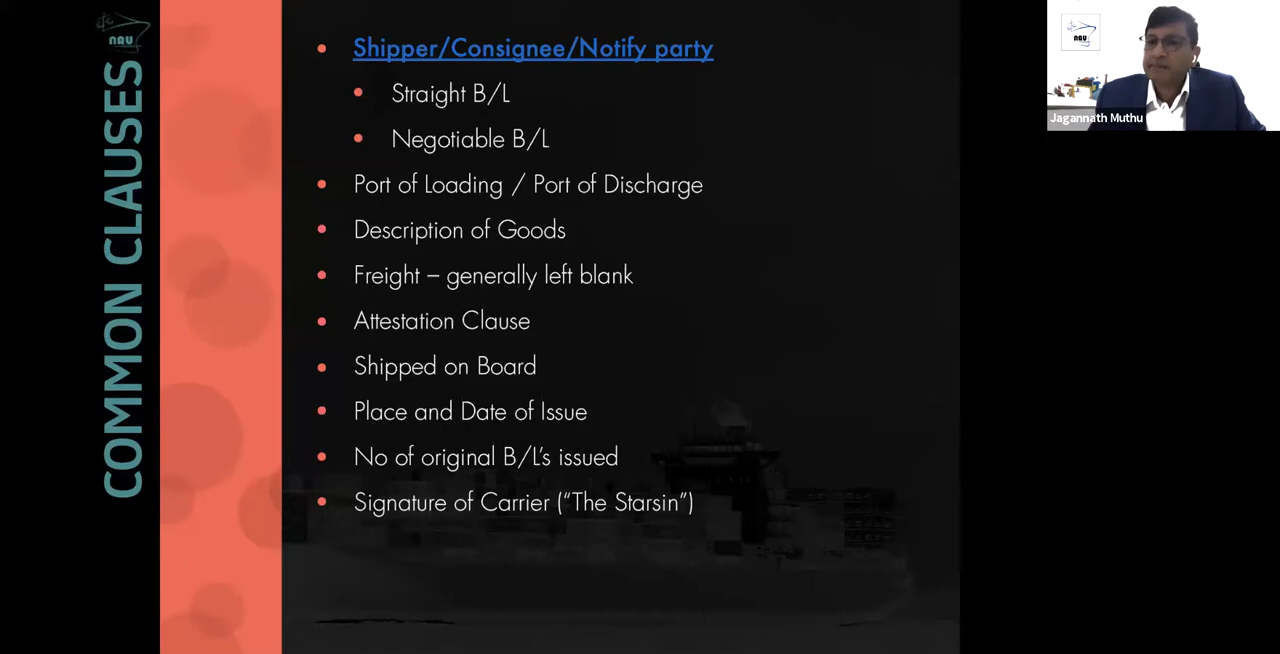 nau
COMMON CLAUSES
• Shipper/Consignee/Notify party
• Straight B/L
• Negotiable B/L
• Port of Loading / Port of Discharge
• Description of Goods
• Freight – generally left blank
• Attestation Clause
• Shipped on Board
• Place and Date of Issue
• No of original B/L’s issued
• Signature of Carrier (“The Starsin”)
nau
Jagannath Muthu